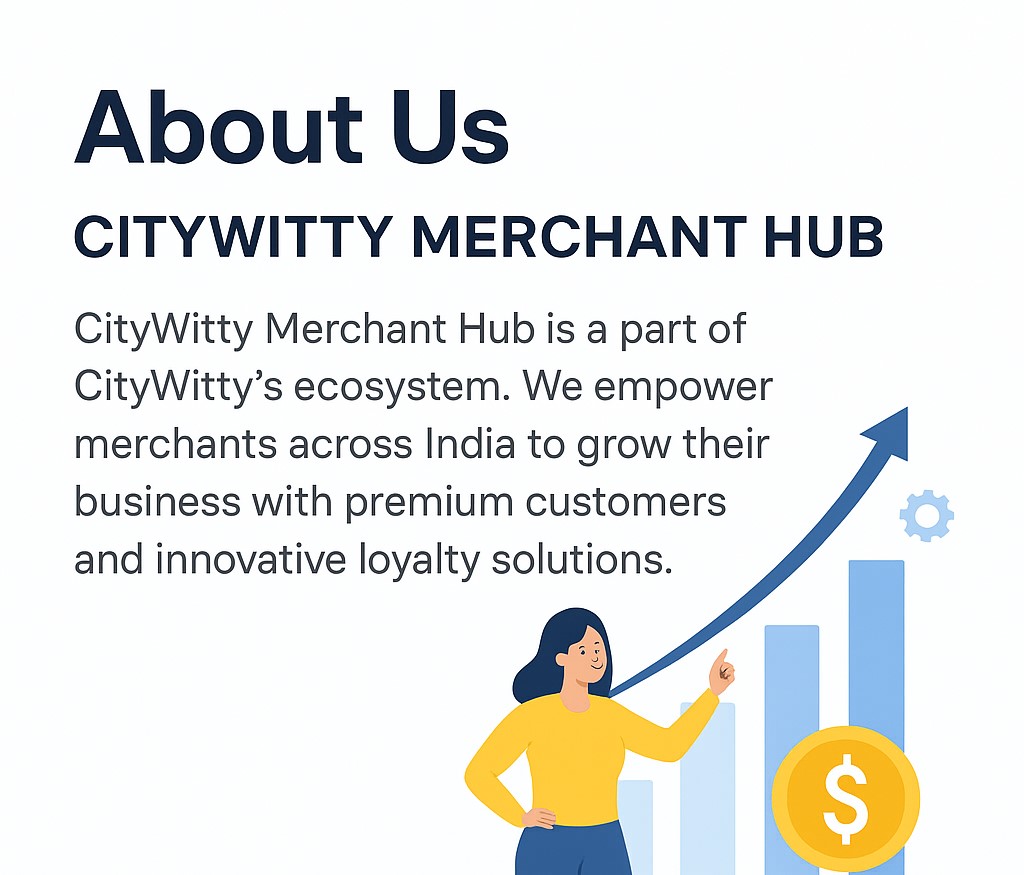 About Us
CITYWITTY MERCHANT HUB
CityWitty Merchant Hub is a part of
CityWitty’s ecosystem. We empower
merchants across India to grow their
business with premium customers
and innovative loyalty solutions.
$